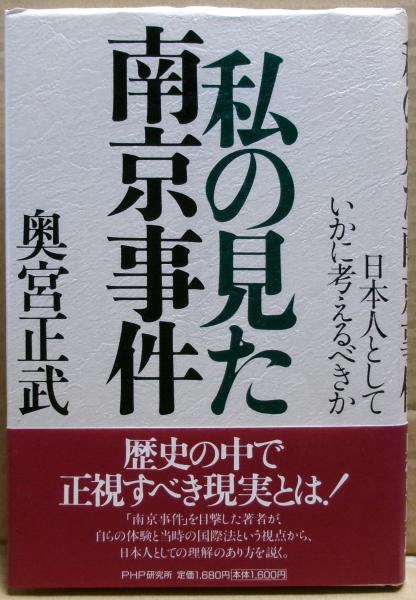 私の見た
南京事件
日本人として
いかに考えるべきか
奥宮正武
歴史の中で
正視すべき現実とは!
「南京事件」を目撃した著者が、
自らの体験と当時の国際法という視点から、
日本人としての理解のあり方を説く。
PHP研究所 定価1,680円 本体1,600円